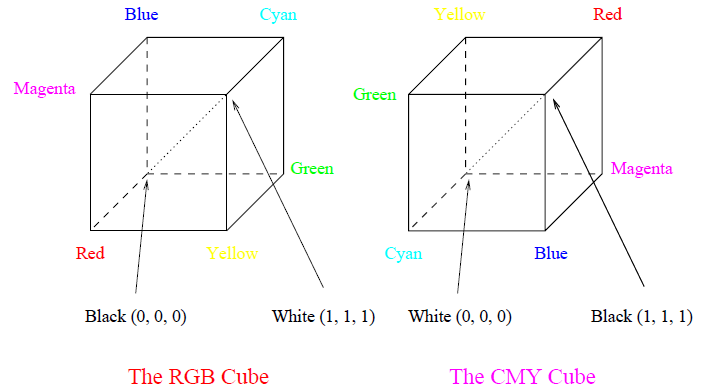 Blue Cyan Yellow Red
Magenta Green
Green Magenta
Red Yellow Cyan Blue
Black (0, 0, 0) White (1, 1, 1) White (0, 0, 0) Black (1, 1, 1)
The RGB Cube The CMY Cube